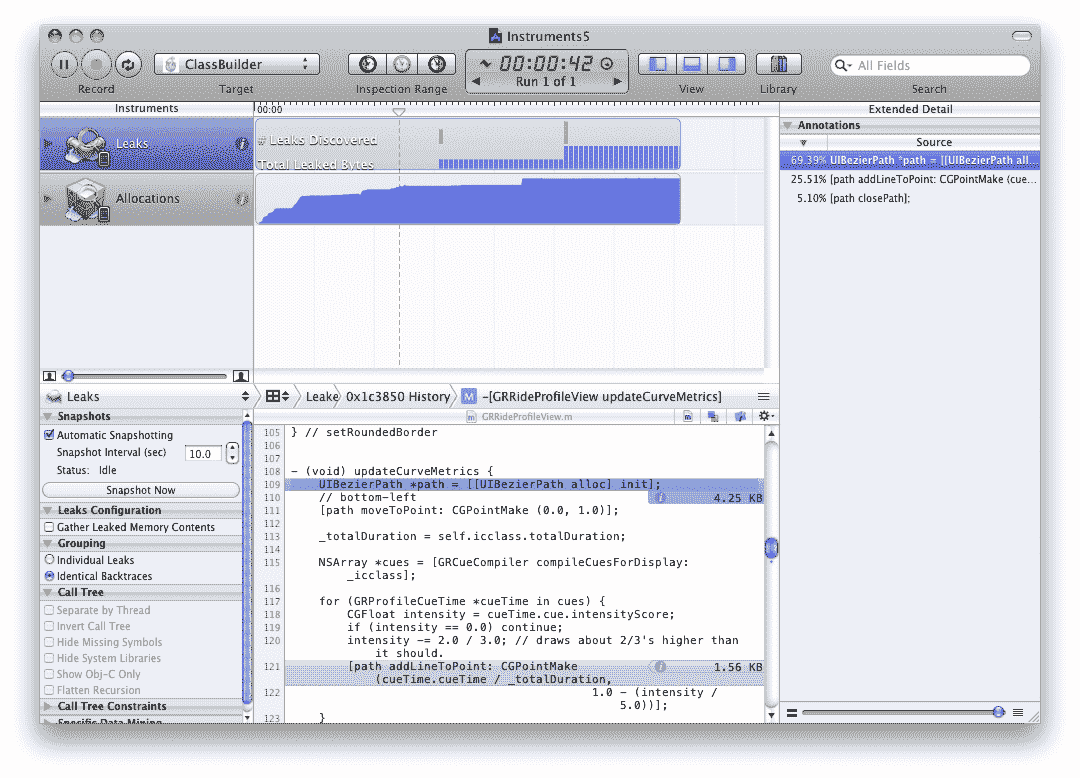 Instruments5
ClassBuilder
00:00:42
Run 1 of 1
All Fields
Record
Target
Inspection Range
View
Library
Search
Instruments
00:00
Leaks
# Leaks Discovered
Total Leaked Bytes
Allocations
Extended Detail
Annotations
Source
69.39% UIBezierPath *path = [[UIBezierPath all...
25.51% [path addLineToPoint: CGPointMake (cue...
5.10% [path closePath];
Leaks
Leake 0x1c3850 History M -[GRRideProfileView updateCurveMetrics]
GRRideProfileView.m
Snapshots
Automatic Snapshotting
Snapshot Interval (sec) 10.0
Status: Idle
Snapshot Now
Leaks Configuration
Gather Leaked Memory Contents
Grouping
Individual Leaks
Identical Backtraces
Call Tree
Separate by Thread
Invert Call Tree
Hide Missing Symbols
Hide System Libraries
Show Obj-C Only
Flatten Recursion
Call Tree Constraints
Specific Data Mining
105 } // setRoundedBorder
106
107
108 - (void) updateCurveMetrics {
109 UIBezierPath *path = [[UIBezierPath alloc] init];
110 // bottom-left 4.25 KB
111 [path moveToPoint: CGPointMake (0.0, 1.0)];
112
113 _totalDuration = self.icclass.totalDuration;
114
115 NSArray *cues = [GRCueCompiler compileCuesForDisplay:
_icclass];
116
117 for (GRProfileCueTime *cueTime in cues) {
118 CGFloat intensity = cueTime.cue.intensityScore;
119 if (intensity == 0.0) continue;
120 intensity -= 2.0 / 3.0; // draws about 2/3's higher than
it should.
121 [path addLineToPoint: CGPointMake 1.56 KB
(cueTime.cueTime / _totalDuration,
122 1.0 - (intensity /
5.0))];
123 }